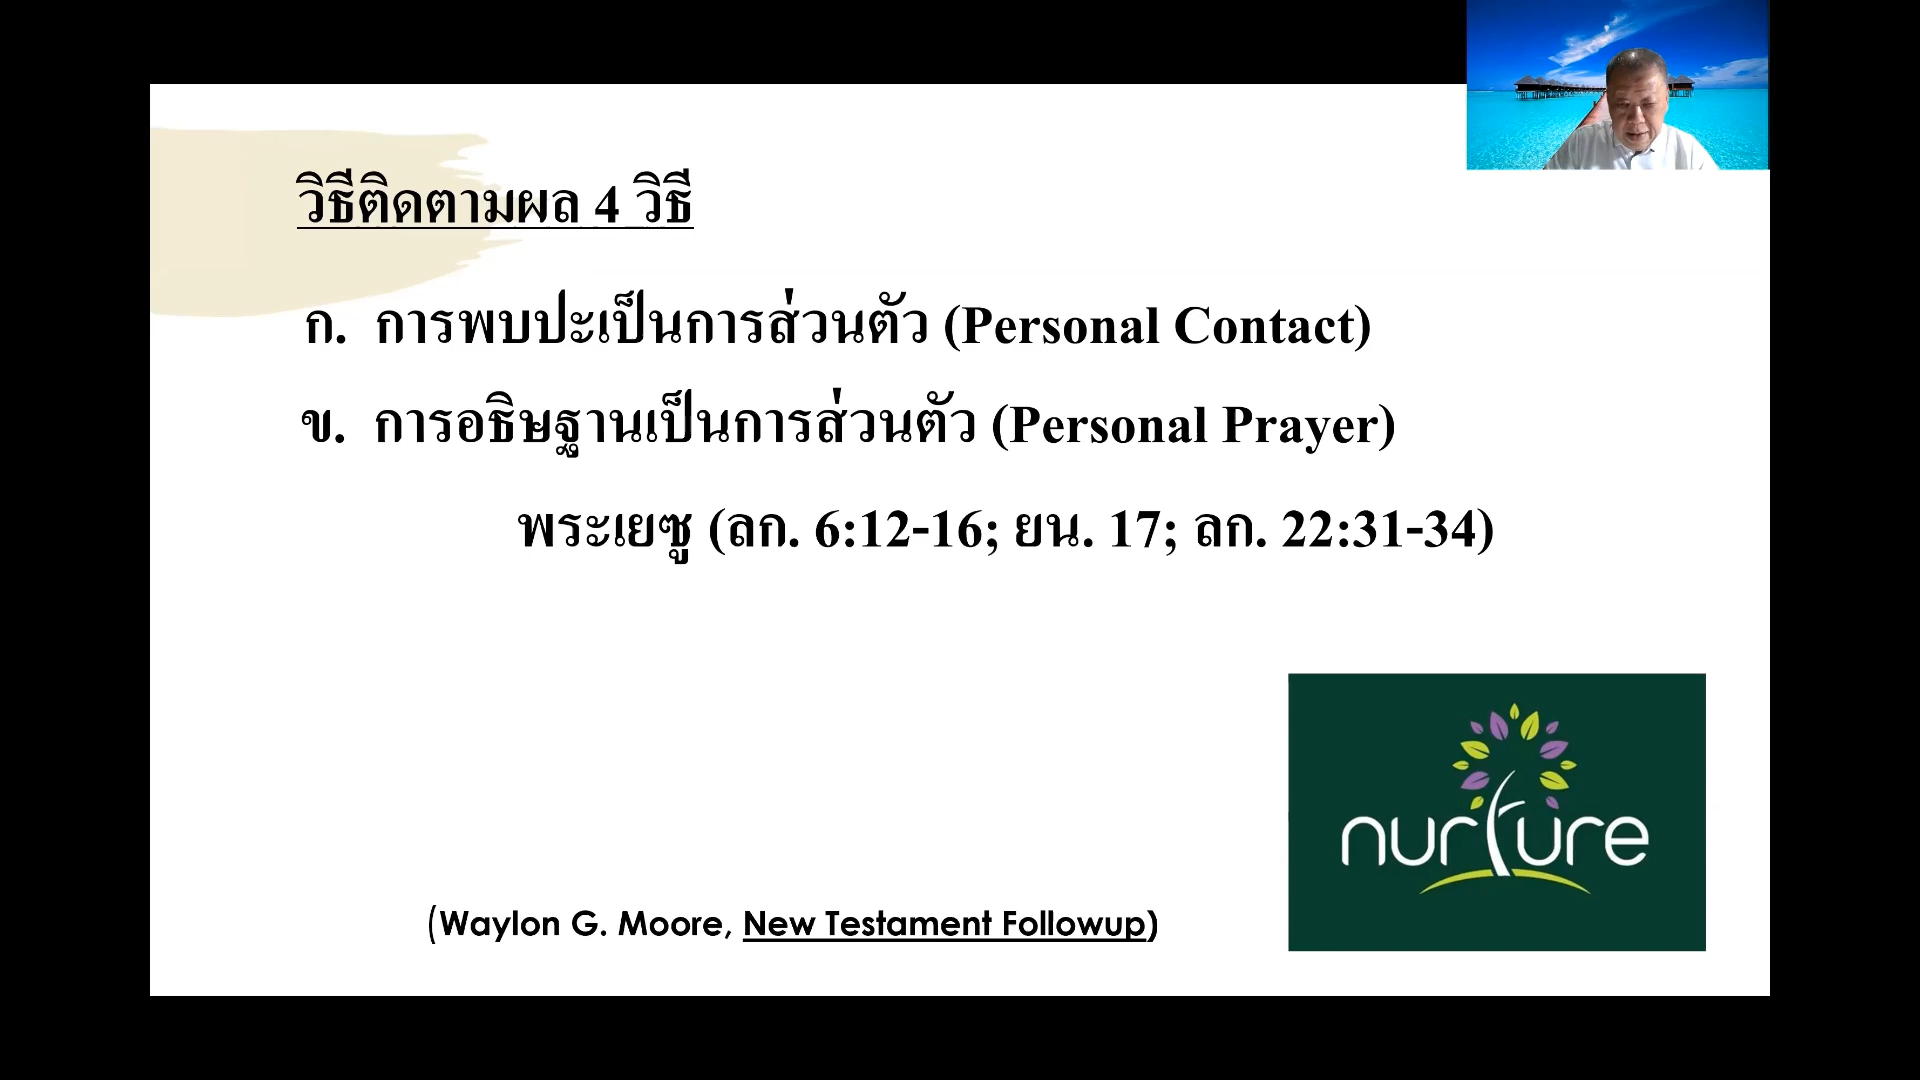 วิธีติดตามผล 4 วิธี
ก. การพบปะเป็นการส่วนตัว (Personal Contact)
ข. การอธิษฐานเป็นการส่วนตัว (Personal Prayer)
พระเยซู (ลก. 6:12-16; ยน. 17; ลก. 22:31-34)
nurture
(Waylon G. Moore, New Testament Followup)